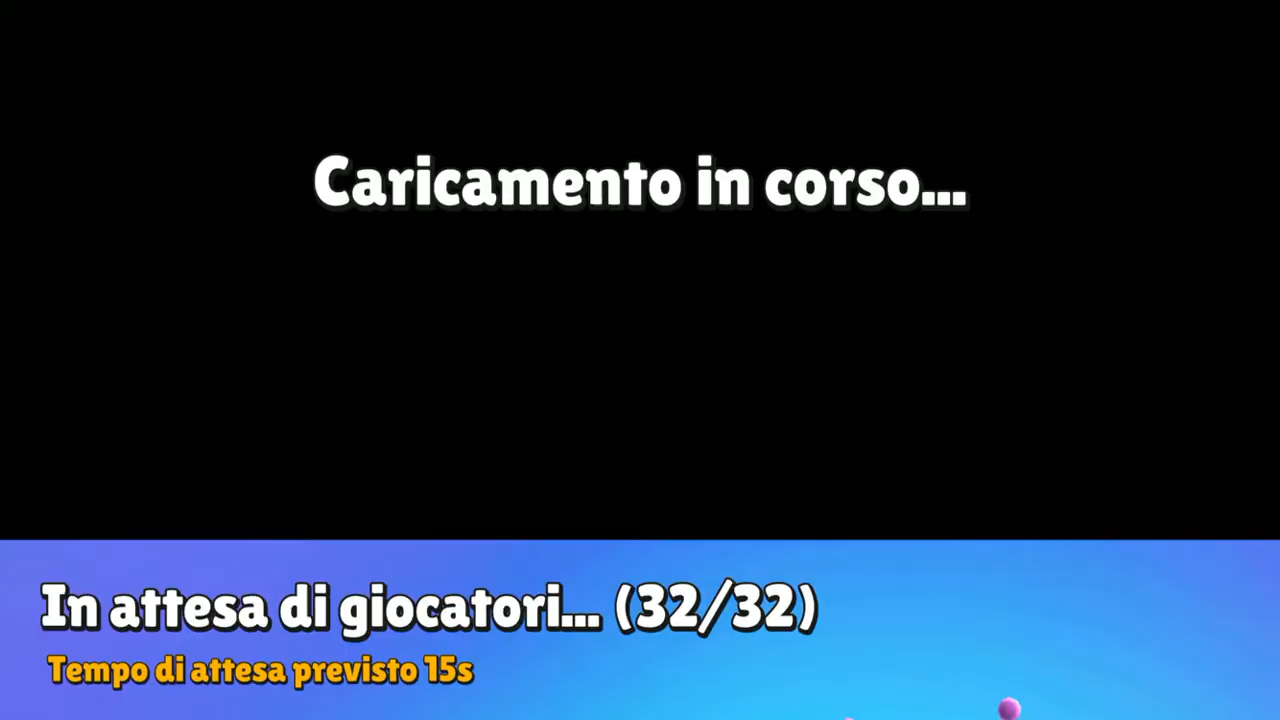 Caricamento in corso...
In attesa di giocatori... (32/32)
Tempo di attesa previsto 15s